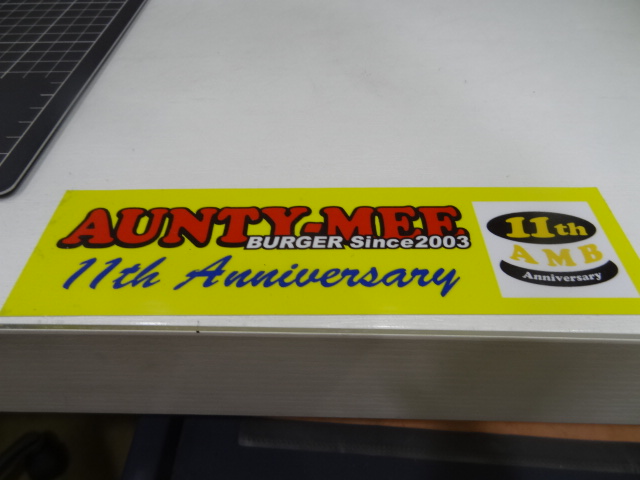 AUNTY-MEE
BURGER Since2003
11th Anniversary
11th
AMB
Anniversary